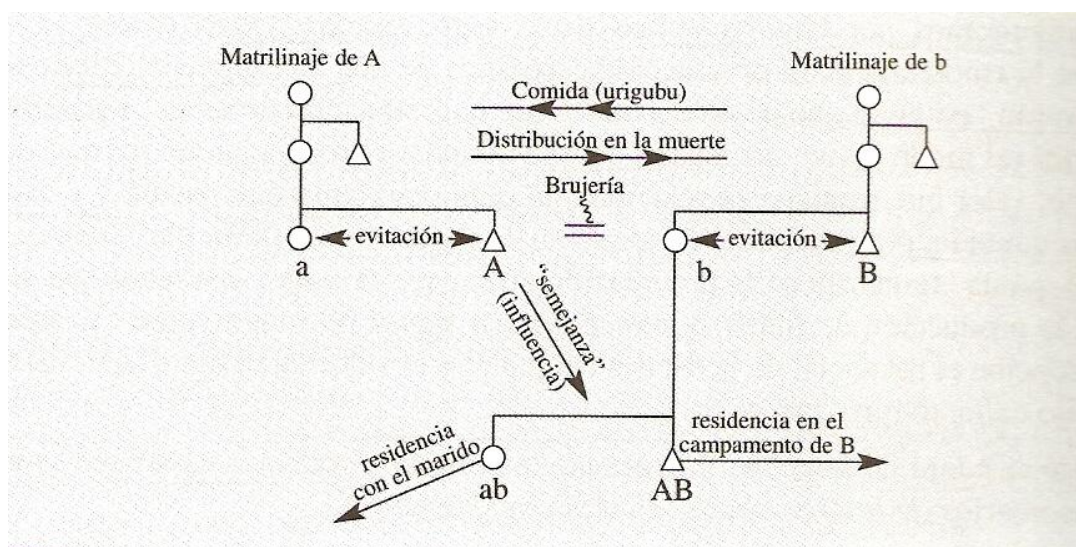 Matrilinaje de A
Matrilinaje de b
Comida (urigubu)
Distribución en la muerte
Brujería
evitación
evitación
a
A
b
B
“semejanza”
(influencia)
residencia
con el marido
residencia en el
campamento de B
ab
AB